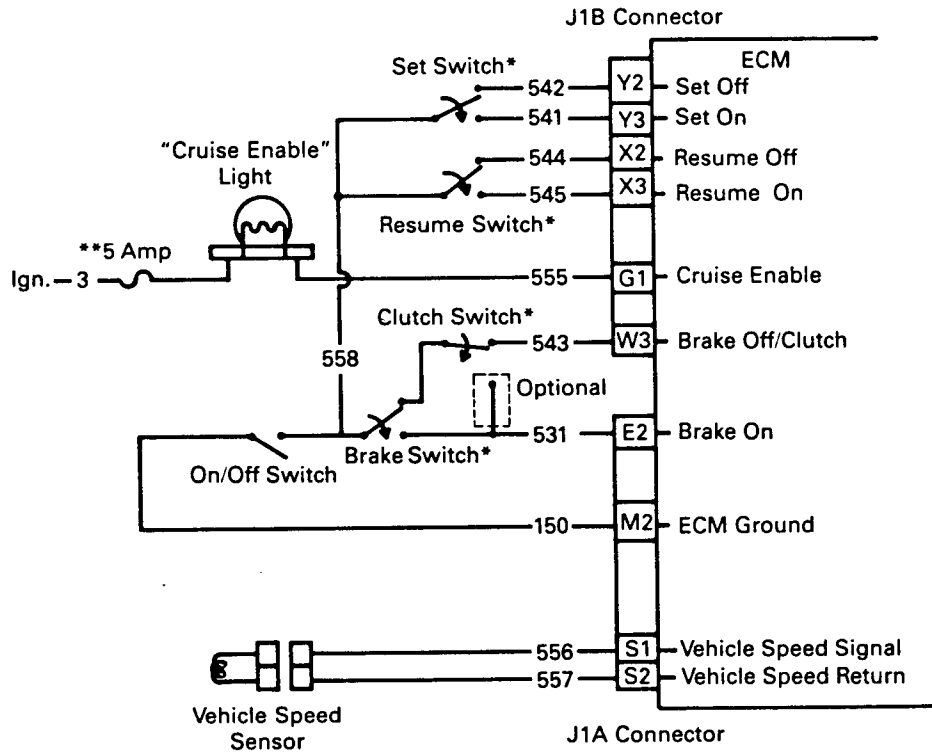 J1B Connector
ECM
Set Switch*
542 Y2 Set Off
541 Y3 Set On
"Cruise Enable"
Light
544 X2 Resume Off
545 X3 Resume On
Resume Switch*
**5 Amp
Ign. 3
555 G1 Cruise Enable
Clutch Switch*
543 W3 Brake Off/Clutch
558
Optional
531 E2 Brake On
On/Off Switch
Brake Switch*
150 M2 ECM Ground
556 S1 Vehicle Speed Signal
557 S2 Vehicle Speed Return
Vehicle Speed
Sensor
J1A Connector